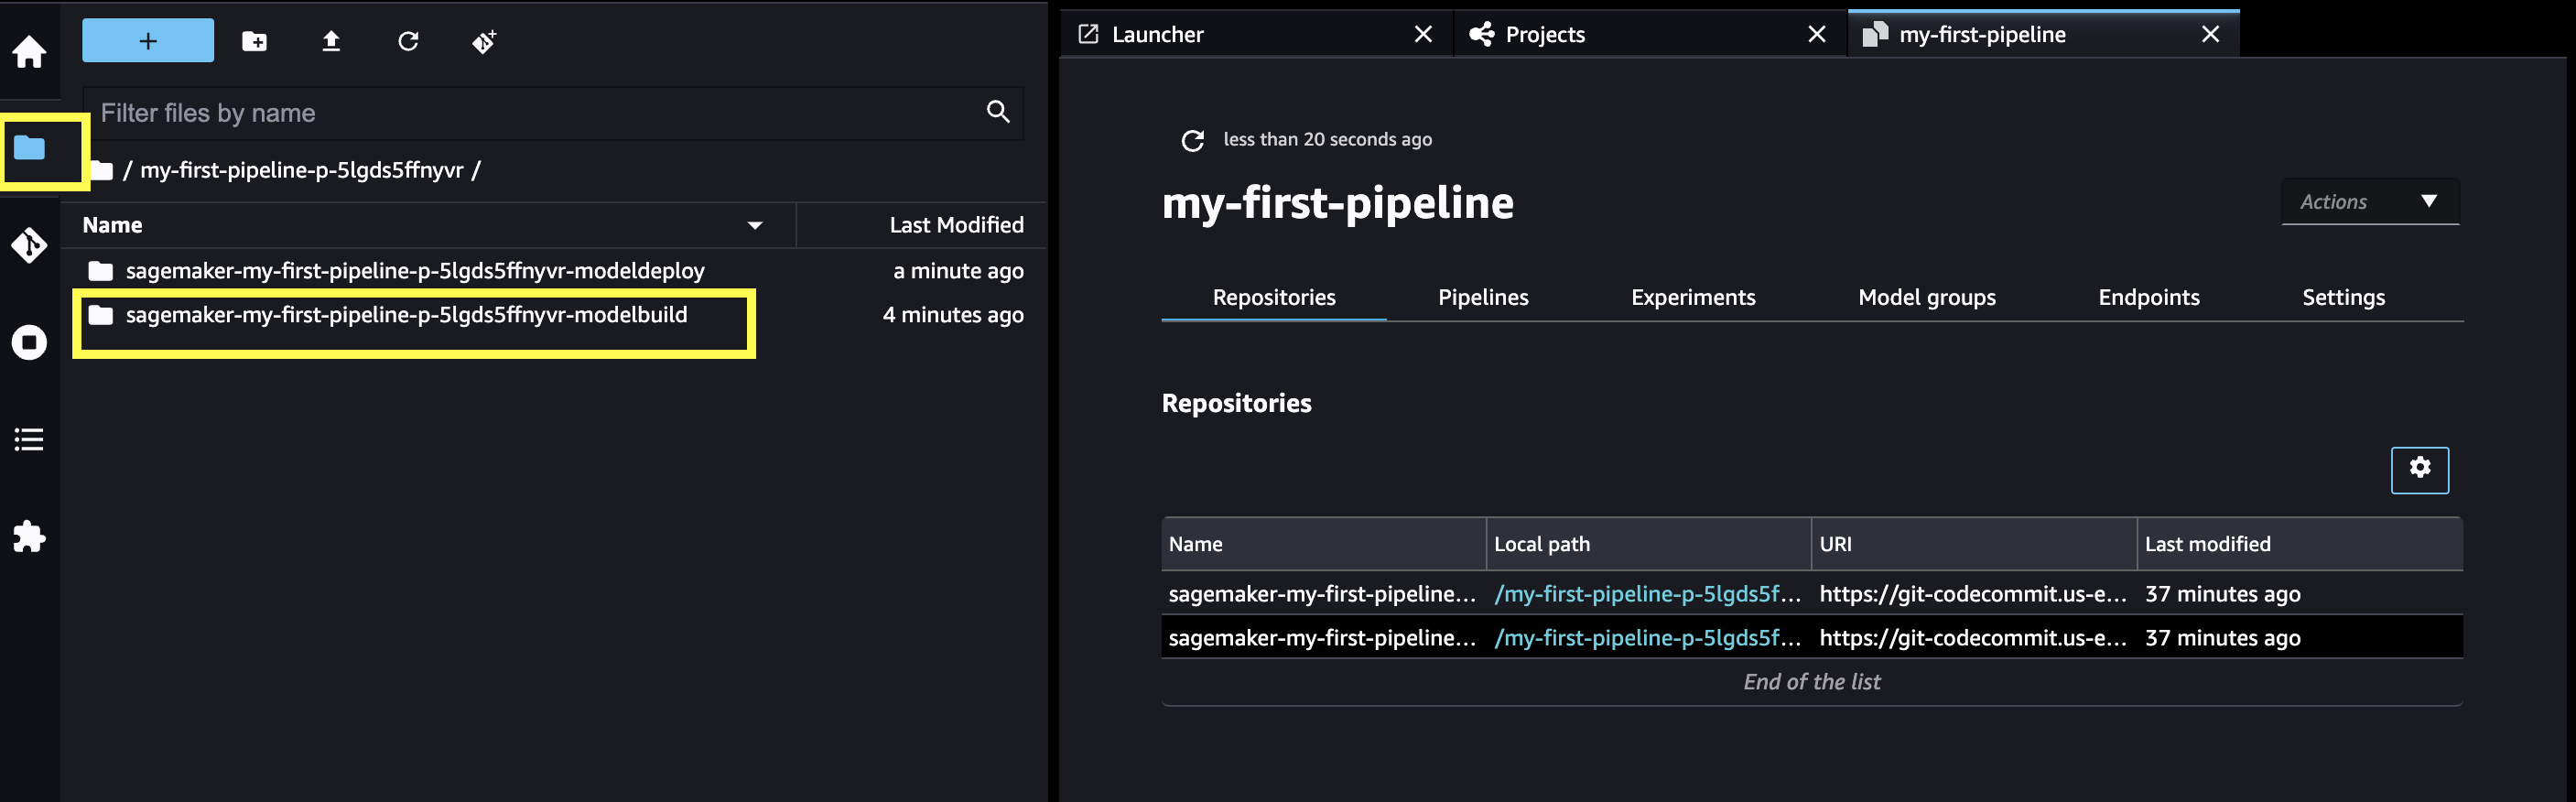 Filter files by name
/ my-first-pipeline-p-5lgds5ffnyvr /
Name Last Modified
sagemaker-my-first-pipeline-p-5lgds5ffnyvr-modeldeploy a minute ago
sagemaker-my-first-pipeline-p-5lgds5ffnyvr-modelbuild 4 minutes ago
Launcher Projects my-first-pipeline
less than 20 seconds ago
my-first-pipeline
Actions
Repositories Pipelines Experiments Model groups Endpoints Settings
Repositories
Name Local path URI Last modified
sagemaker-my-first-pipeline... /my-first-pipeline-p-5lgds5f... https://git-codecommit.us-e... 37 minutes ago
sagemaker-my-first-pipeline... /my-first-pipeline-p-5lgds5f... https://git-codecommit.us-e... 37 minutes ago
End of the list